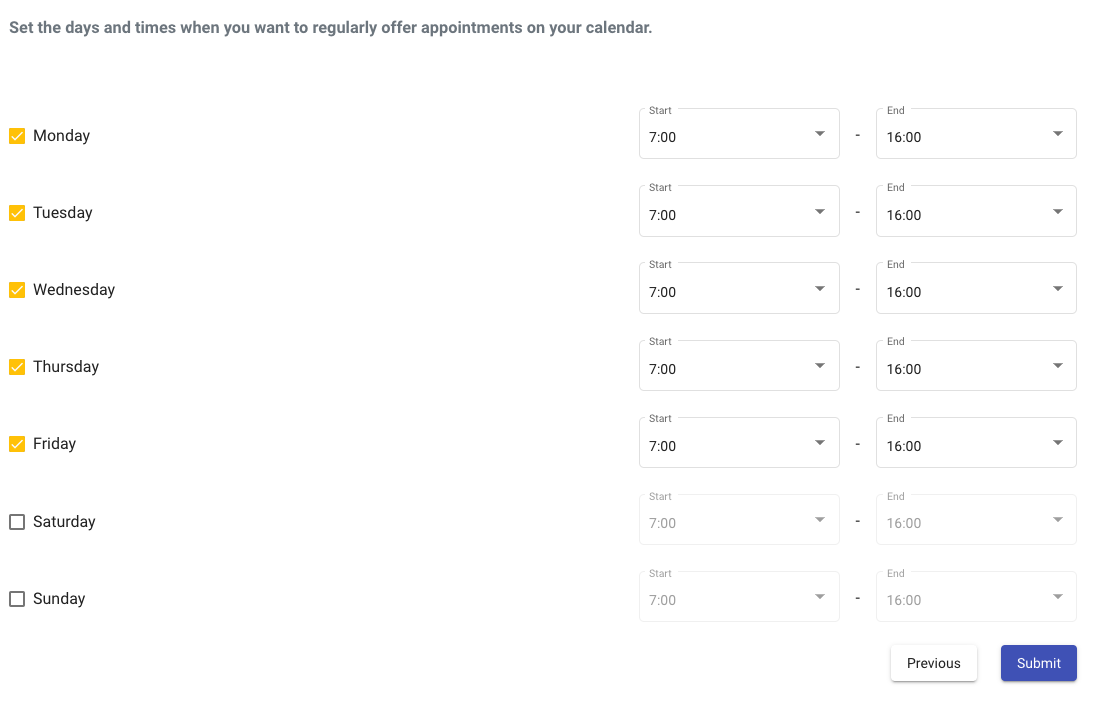 Set the days and times when you want to regularly offer appointments on your calendar.
Start End
Monday 7:00 - 16:00
Start End
Tuesday 7:00 - 16:00
Start End
Wednesday 7:00 - 16:00
Start End
Thursday 7:00 - 16:00
Start End
Friday 7:00 - 16:00
Start End
Saturday 7:00 - 16:00
Start End
Sunday 7:00 - 16:00
Previous Submit